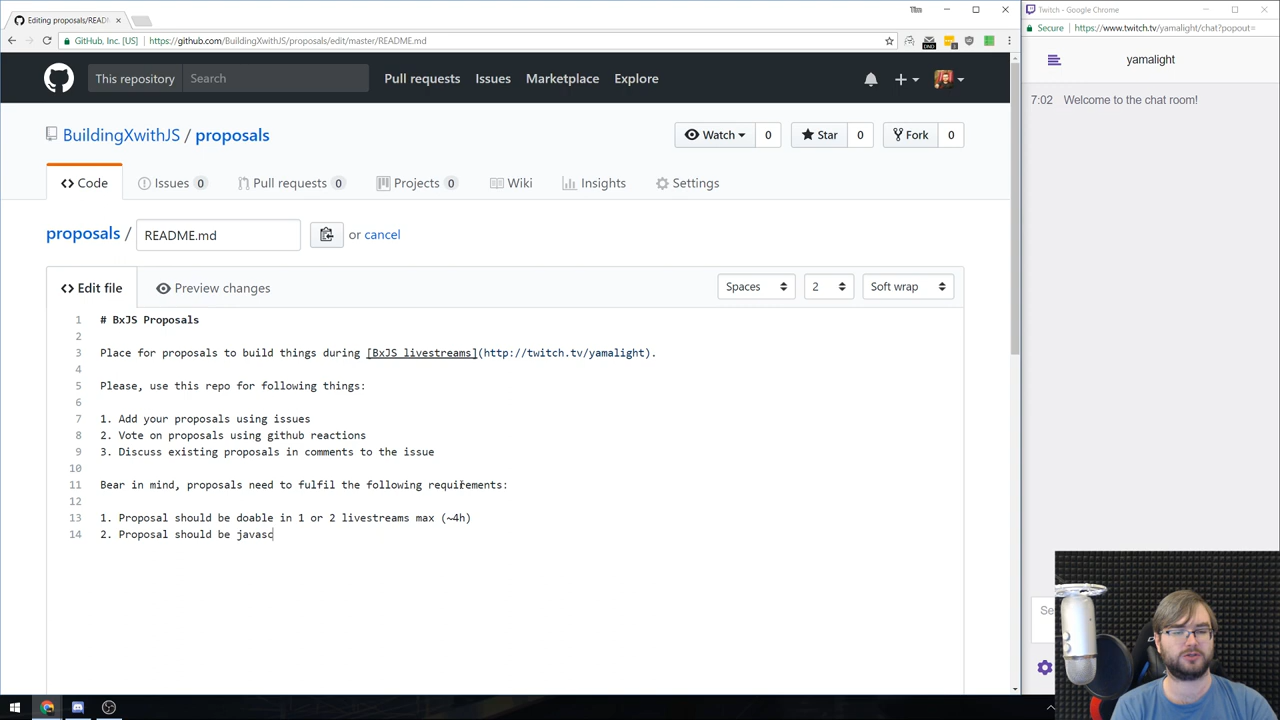 Editing proposals/READM
Twitch - Google Chrome
GitHub, Inc. [US]
https://github.com/BuildingXwithJS/proposals/edit/master/README.md
Secure
https://www.twitch.tv/yamalight/chat?popout=
This repository
Search
Pull requests
Issues
Marketplace
Explore
yamalight
7:02 Welcome to the chat room!
BuildingXwithJS / proposals
Watch 0
Star 0
Fork 0
Code
Issues 0
Pull requests 0
Projects 0
Wiki
Insights
Settings
proposals / README.md or cancel
Edit file
Preview changes
Spaces
2
Soft wrap
1 # BxJS Proposals
2
3 Place for proposals to build things during [BxJS livestreams](http://twitch.tv/yamalight).
4
5 Please, use this repo for following things:
6
7 1. Add your proposals using issues
8 2. Vote on proposals using github reactions
9 3. Discuss existing proposals in comments to the issue
10
11 Bear in mind, proposals need to fulfil the following requirements:
12
13 1. Proposal should be doable in 1 or 2 livestreams max (~4h)
14 2. Proposal should be javasc
Se